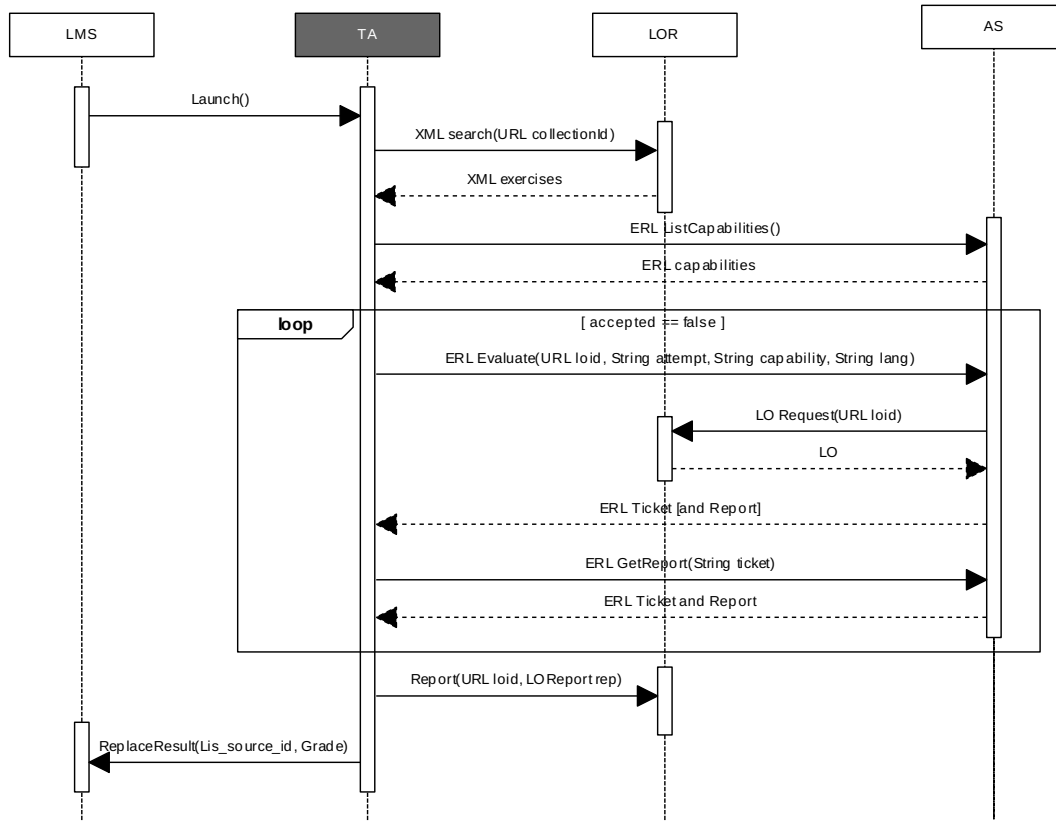 LMS
TA
LOR
AS
Launch()
XML search(URL collectionId)
XML exercises
ERL ListCapabilities()
ERL capabilities
loop
[ accepted == false ]
ERL Evaluate(URL loid, String attempt, String capability, String lang)
LO Request(URL loid)
LO
ERL Ticket [and Report]
ERL GetReport(String ticket)
ERL Ticket and Report
Report(URL loid, LOReport rep)
ReplaceResult(Lis_source_id, Grade)